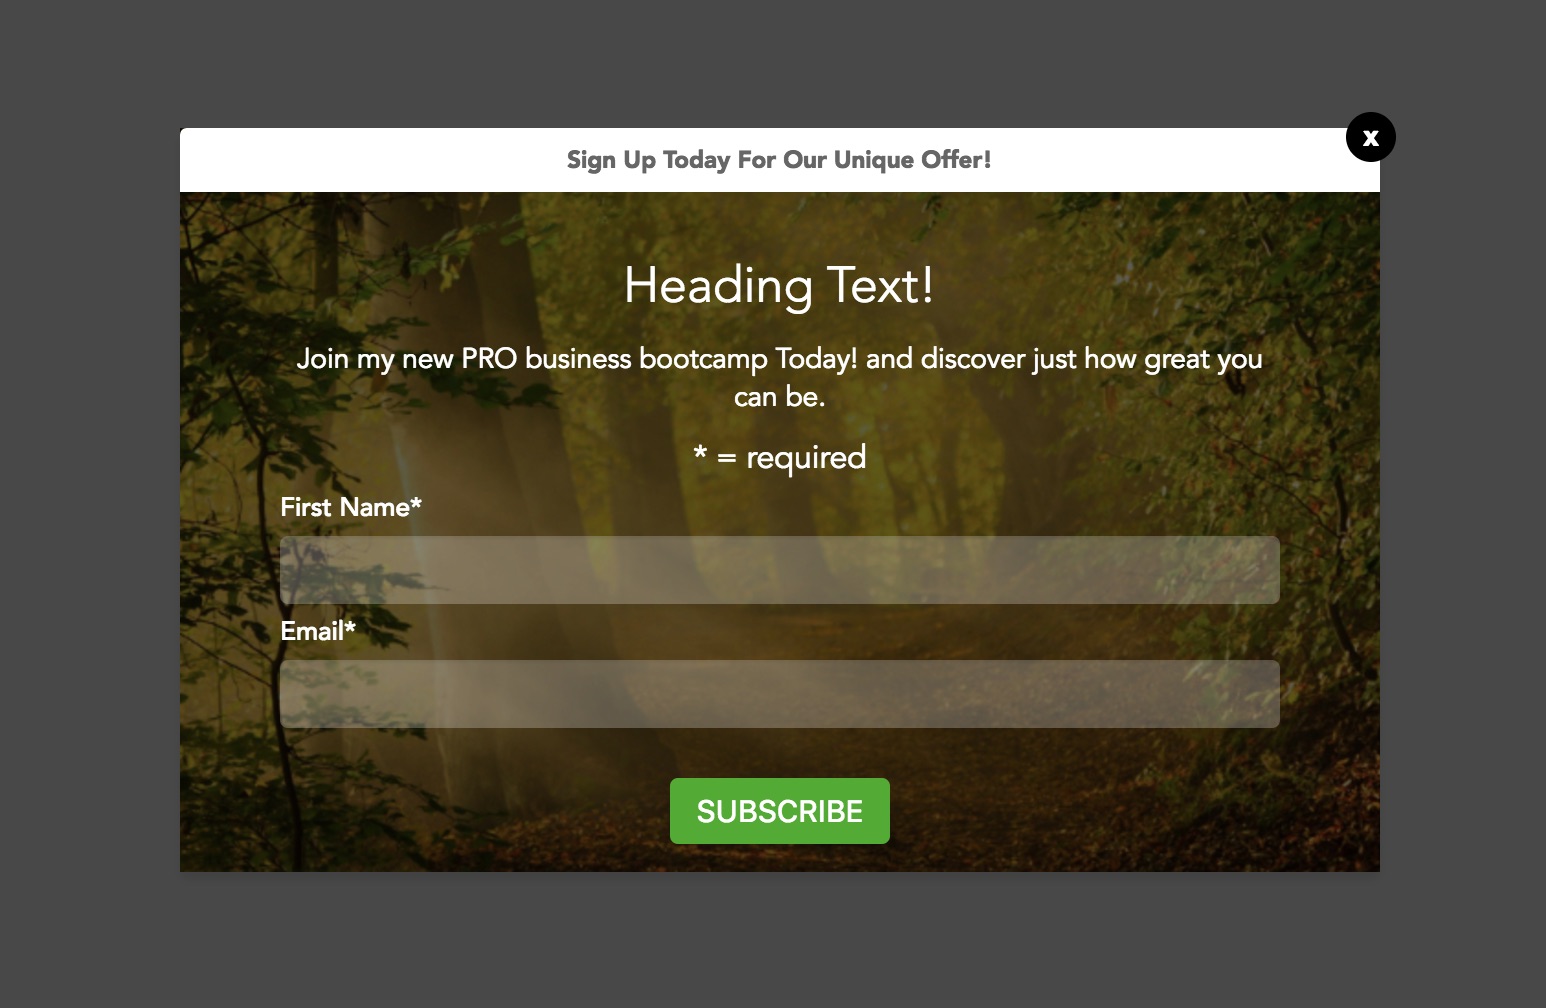 Sign Up Today For Our Unique Offer!
x
Heading Text!
Join my new PRO business bootcamp Today! and discover just how great you
can be.
* = required
First Name*
Email*
SUBSCRIBE